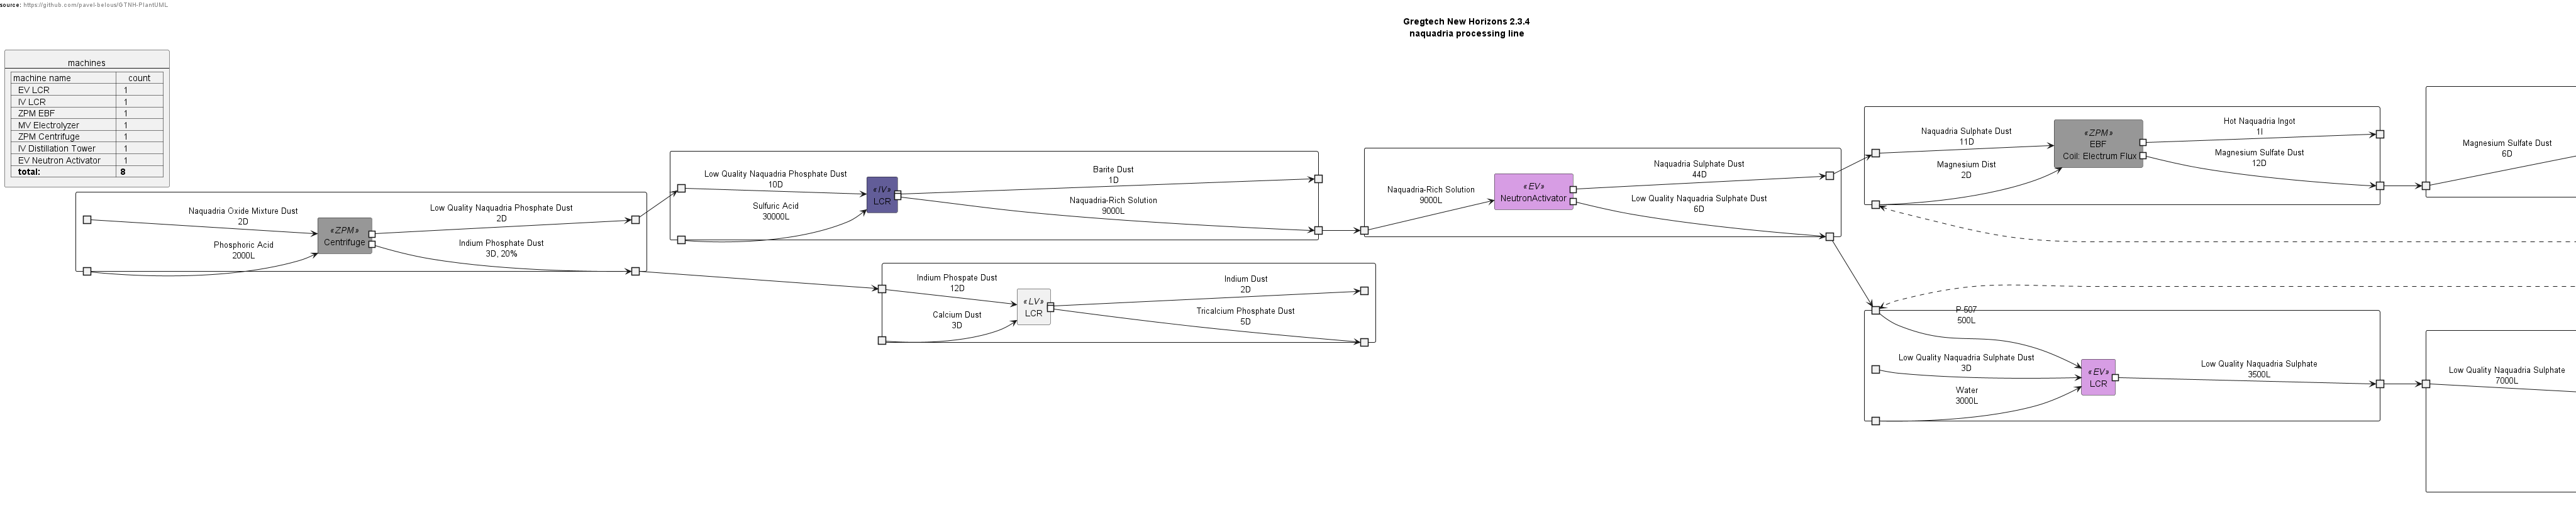 source: https://github.com/pavel-belous/GTNH-PlantUML
Gregtech New Horizons 2.3.4
naquadria processing line
machines
machine name count
EV LCR 1
IV LCR 1
ZPM EBF 1
MV Electrolyzer 1
ZPM Centrifuge 1
IV Distillation Tower 1
EV Neutron Activator 1
total: 8
Naquadria Oxide Mixture Dust
2D
Phosphoric Acid
2000L
«ZPM»
Centrifuge
Low Quality Naquadria Phosphate Dust
2D
Indium Phosphate Dust
3D, 20%
Low Quality Naquadria Phosphate Dust
10D
Sulfuric Acid
30000L
«IV»
LCR
Barite Dust
1D
Naquadria-Rich Solution
9000L
Indium Phospate Dust
12D
Calcium Dust
3D
«LV»
LCR
Indium Dust
2D
Tricalcium Phosphate Dust
5D
Naquadria-Rich Solution
9000L
«EV»
NeutronActivator
Naquadria Sulphate Dust
44D
Low Quality Naquadria Sulphate Dust
6D
Naquadria Sulphate Dust
11D
Magnesium Dist
2D
«ZPM»
EBF
Coil: Electrum Flux
Hot Naquadria Ingot
1I
Magnesium Sulfate Dust
12D
Magnesium Sulfate Dust
6D
P-507
500L
Low Quality Naquadria Sulphate Dust
3D
Water
3000L
«EV»
LCR
Low Quality Naquadria Sulphate
3500L
Low Quality Naquadria Sulphate
7000L